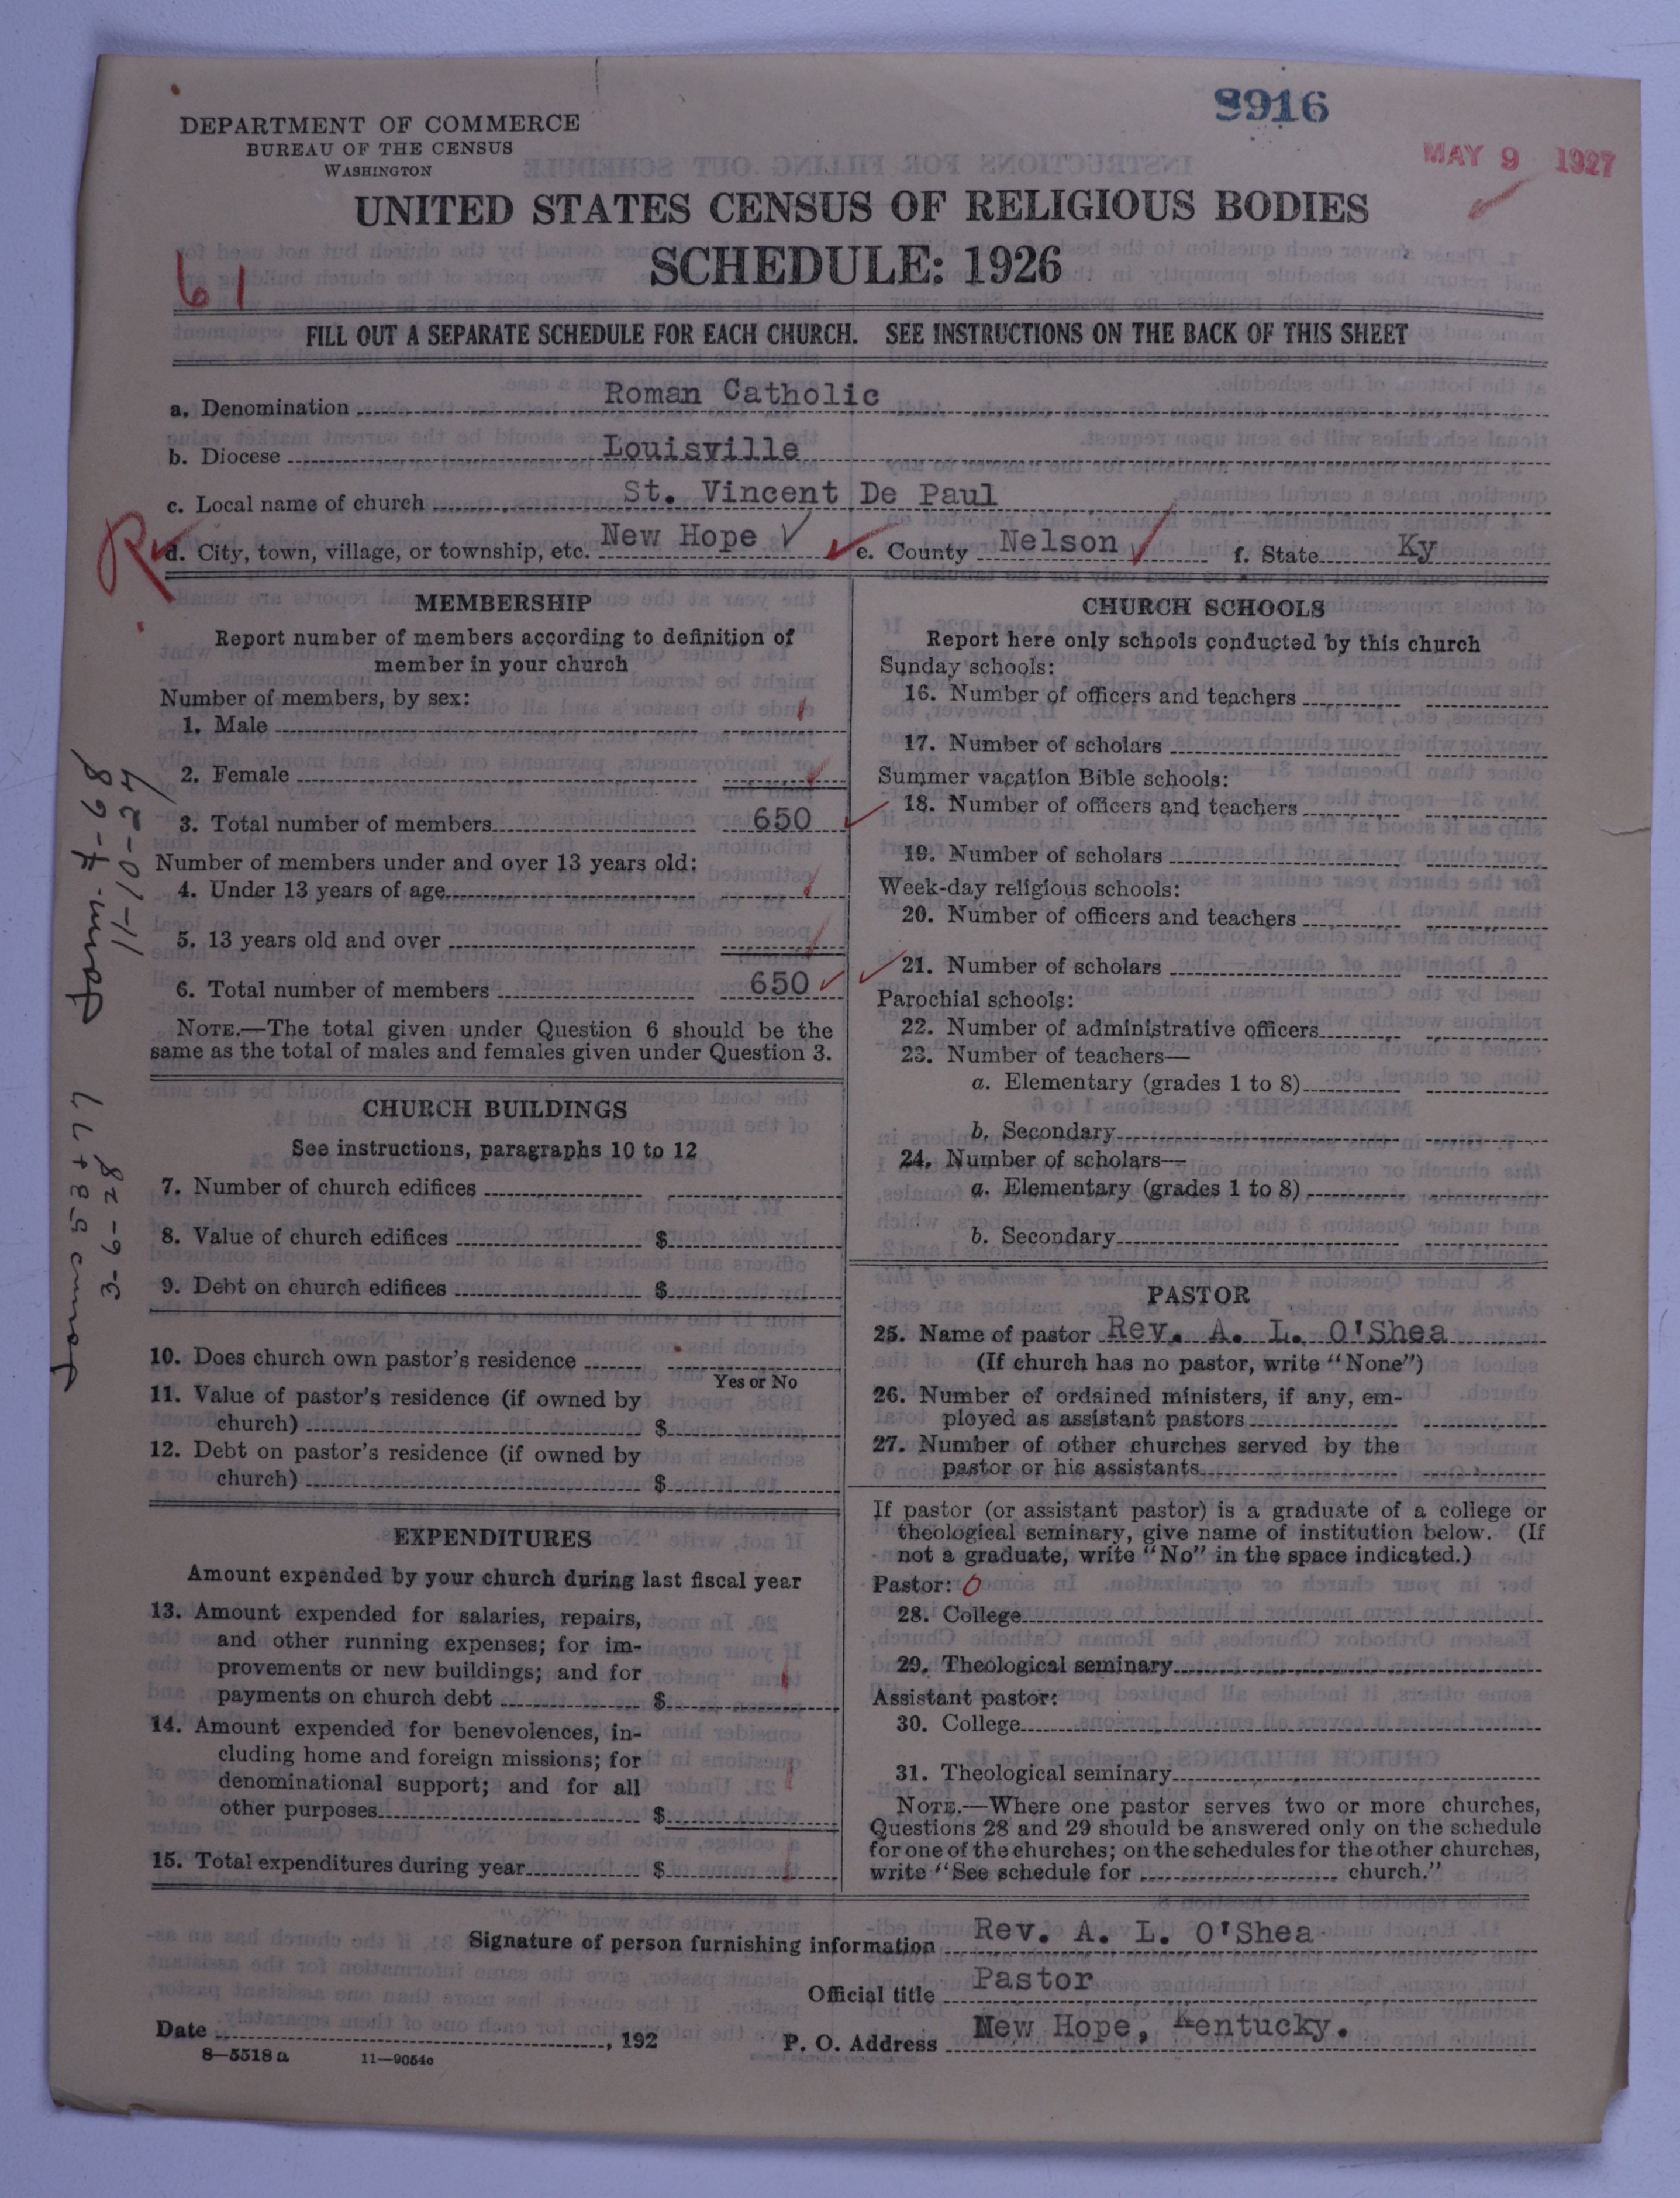 8916
DEPARTMENT OF COMMERCE
BUREAU OF THE CENSUS
WASHINGTON
MAY 9 1927
UNITED STATES CENSUS OF RELIGIOUS BODIES
SCHEDULE: 1926
61
FILL OUT A SEPARATE SCHEDULE FOR EACH CHURCH. SEE INSTRUCTIONS ON THE BACK OF THIS SHEET
a. Denomination Roman Catholic
b. Diocese Louisville
c. Local name of church St. Vincent De Paul
R
d. City, town, village, or township, etc. New Hope e. County Nelson f. State Ky
MEMBERSHIP
Report number of members according to definition of
member in your church
Number of members, by sex:
1. Male
2. Female
3. Total number of members 650
Number of members under and over 13 years old:
4. Under 13 years of age
5. 13 years old and over
6. Total number of members 650
NOTE.—The total given under Question 6 should be the
same as the total of males and females given under Question 3.
CHURCH BUILDINGS
See instructions, paragraphs 10 to 12
7. Number of church edifices
8. Value of church edifices $
9. Debt on church edifices $
10. Does church own pastor's residence
Yes or No
11. Value of pastor's residence (if owned by
church) $
12. Debt on pastor's residence (if owned by
church) $
EXPENDITURES
Amount expended by your church during last fiscal year
13. Amount expended for salaries, repairs,
and other running expenses; for im-
provements or new buildings; and for
payments on church debt $
14. Amount expended for benevolences, in-
cluding home and foreign missions; for
denominational support; and for all
other purposes $
15. Total expenditures during year $
CHURCH SCHOOLS
Report here only schools conducted by this church
Sunday schools:
16. Number of officers and teachers
17. Number of scholars
Summer vacation Bible schools:
18. Number of officers and teachers
19. Number of scholars
Week-day religious schools:
20. Number of officers and teachers
21. Number of scholars
Parochial schools:
22. Number of administrative officers
23. Number of teachers—
a. Elementary (grades 1 to 8)
b. Secondary
24. Number of scholars—
a. Elementary (grades 1 to 8)
b. Secondary
PASTOR
25. Name of pastor Rev. A. L. O'Shea
(If church has no pastor, write "None")
26. Number of ordained ministers, if any, em-
ployed as assistant pastors
27. Number of other churches served by the
pastor or his assistants
If pastor (or assistant pastor) is a graduate of a college or
theological seminary, give name of institution below. (If
not a graduate, write "No" in the space indicated.)
Pastor: 0
28. College
29. Theological seminary
Assistant pastor:
30. College
31. Theological seminary
NOTE.—Where one pastor serves two or more churches,
Questions 28 and 29 should be answered only on the schedule
for one of the churches; on the schedules for the other churches,
write "See schedule for church."
Signature of person furnishing information Rev. A. L. O'Shea
Official title Pastor
Date , 192 P. O. Address New Hope, Kentucky.
8—5518 a 11—9054c
11-10-24
3-9-28